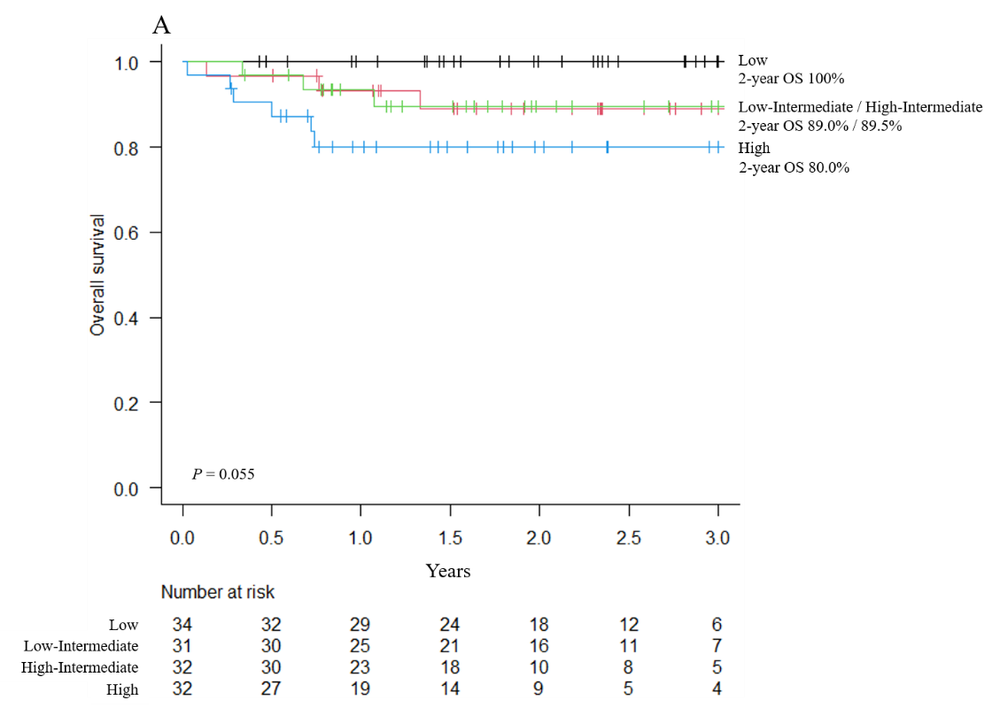 A
1.0
0.8
0.6
0.4
0.2
0.0
Overall survival
Low
2-year OS 100%
Low-Intermediate / High-Intermediate
2-year OS 89.0% / 89.5%
High
2-year OS 80.0%
P = 0.055
0.0 0.5 1.0 1.5 2.0 2.5 3.0
Years
Number at risk
Low 34 32 29 24 18 12 6
Low-Intermediate 31 30 25 21 16 11 7
High-Intermediate 32 30 23 18 10 8 5
High 32 27 19 14 9 5 4